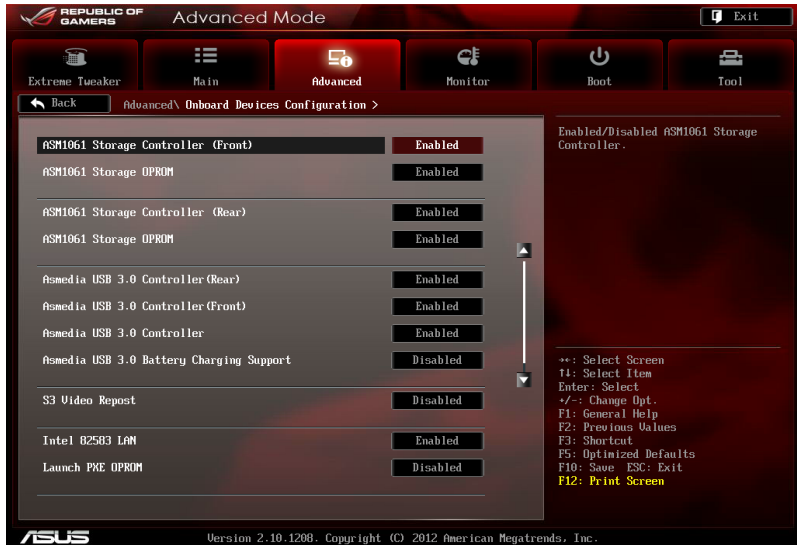 REPUBLIC OF
GAMERS
Advanced Mode
Exit
Extreme Tweaker
Main
Advanced
Monitor
Boot
Tool
Back
Advanced\ Onboard Devices Configuration >
ASM1061 Storage Controller (Front) Enabled
ASM1061 Storage OPROM Enabled
ASM1061 Storage Controller (Rear) Enabled
ASM1061 Storage OPROM Enabled
Asmedia USB 3.0 Controller(Rear) Enabled
Asmedia USB 3.0 Controller(Front) Enabled
Asmedia USB 3.0 Controller Enabled
Asmedia USB 3.0 Battery Charging Support Disabled
S3 Video Repost Disabled
Intel 82583 LAN Enabled
Launch PXE OPROM Disabled
Enabled/Disabled ASM1061 Storage
Controller.
→←: Select Screen
↑↓: Select Item
Enter: Select
+/-: Change Opt.
F1: General Help
F2: Previous Values
F3: Shortcut
F5: Optimized Defaults
F10: Save ESC: Exit
F12: Print Screen
ASUS
Version 2.10.1208. Copyright (C) 2012 American Megatrends, Inc.